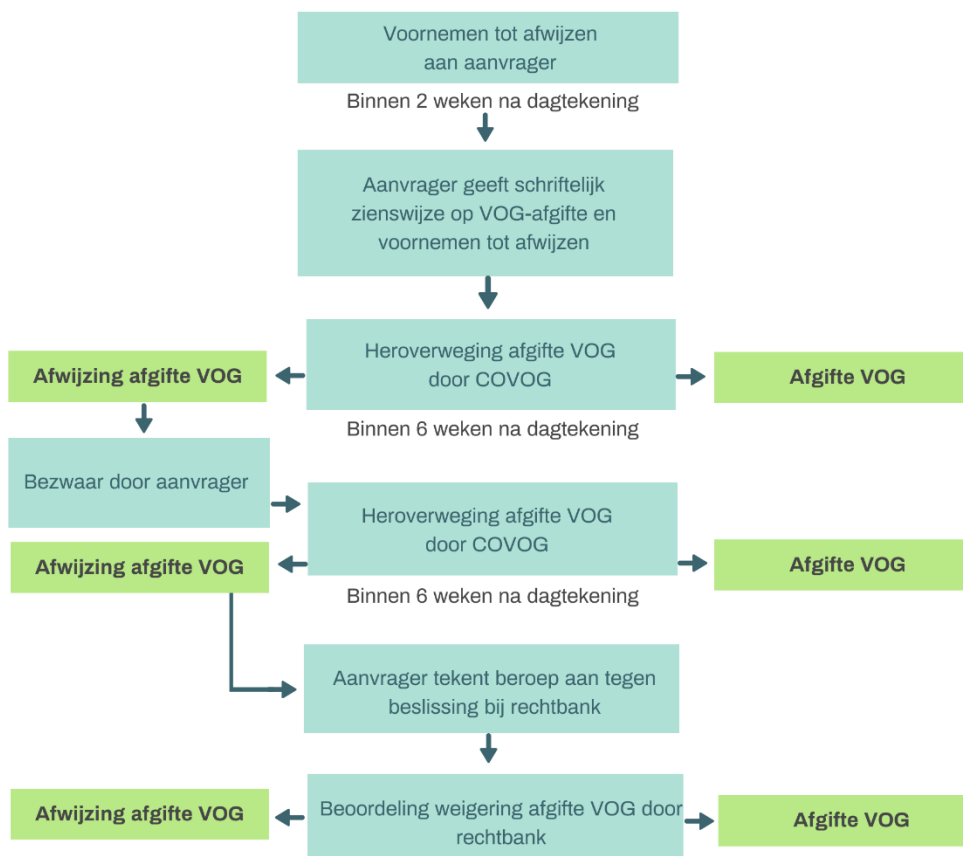 Voornemen tot afwijzen
aan aanvrager
Binnen 2 weken na dagtekening
Aanvrager geeft schriftelijk
zienswijze op VOG-afgifte en
voornemen tot afwijzen
Afwijzing afgifte VOG
Heroverweging afgifte VOG
door COVOG
Afgifte VOG
Binnen 6 weken na dagtekening
Bezwaar door aanvrager
Heroverweging afgifte VOG
door COVOG
Afwijzing afgifte VOG
Afgifte VOG
Binnen 6 weken na dagtekening
Aanvrager tekent beroep aan tegen
beslissing bij rechtbank
Afwijzing afgifte VOG
Beoordeling weigering afgifte VOG door
rechtbank
Afgifte VOG